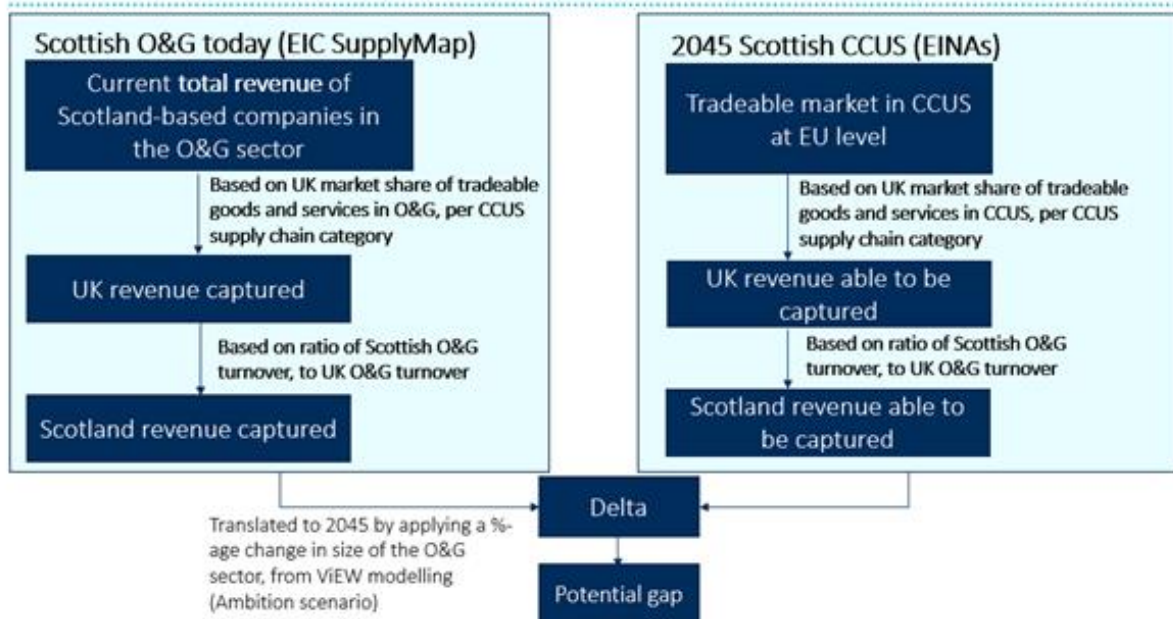 Scottish O&G today (EIC SupplyMap)
Current total revenue of
Scotland-based companies in
the O&G sector
Based on UK market share of tradeable
goods and services in O&G, per CCUS
supply chain category
UK revenue captured
Based on ratio of Scottish O&G
turnover, to UK O&G turnover
Scotland revenue captured
2045 Scottish CCUS (EINAs)
Tradeable market in CCUS
at EU level
Based on UK market share of tradeable
goods and services in CCUS, per CCUS
supply chain category
UK revenue able to be
captured
Based on ratio of Scottish O&G
turnover, to UK O&G turnover
Scotland revenue able to
be captured
Translated to 2045 by applying a %-
age change in size of the O&G
sector, from ViEW modelling
(Ambition scenario)
Delta
Potential gap